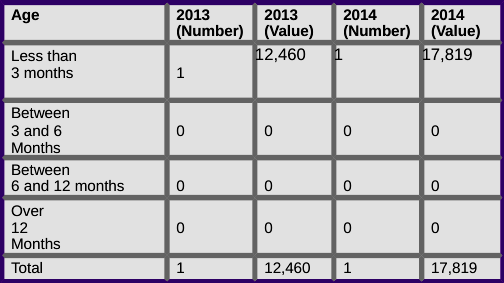 Age 2013 (Number) 2013 (Value) 2014 (Number) 2014 (Value)
Less than 3 months 1 12,460 1 17,819
Between 3 and 6 Months 0 0 0 0
Between 6 and 12 months 0 0 0 0
Over 12 Months 0 0 0 0
Total 1 12,460 1 17,819